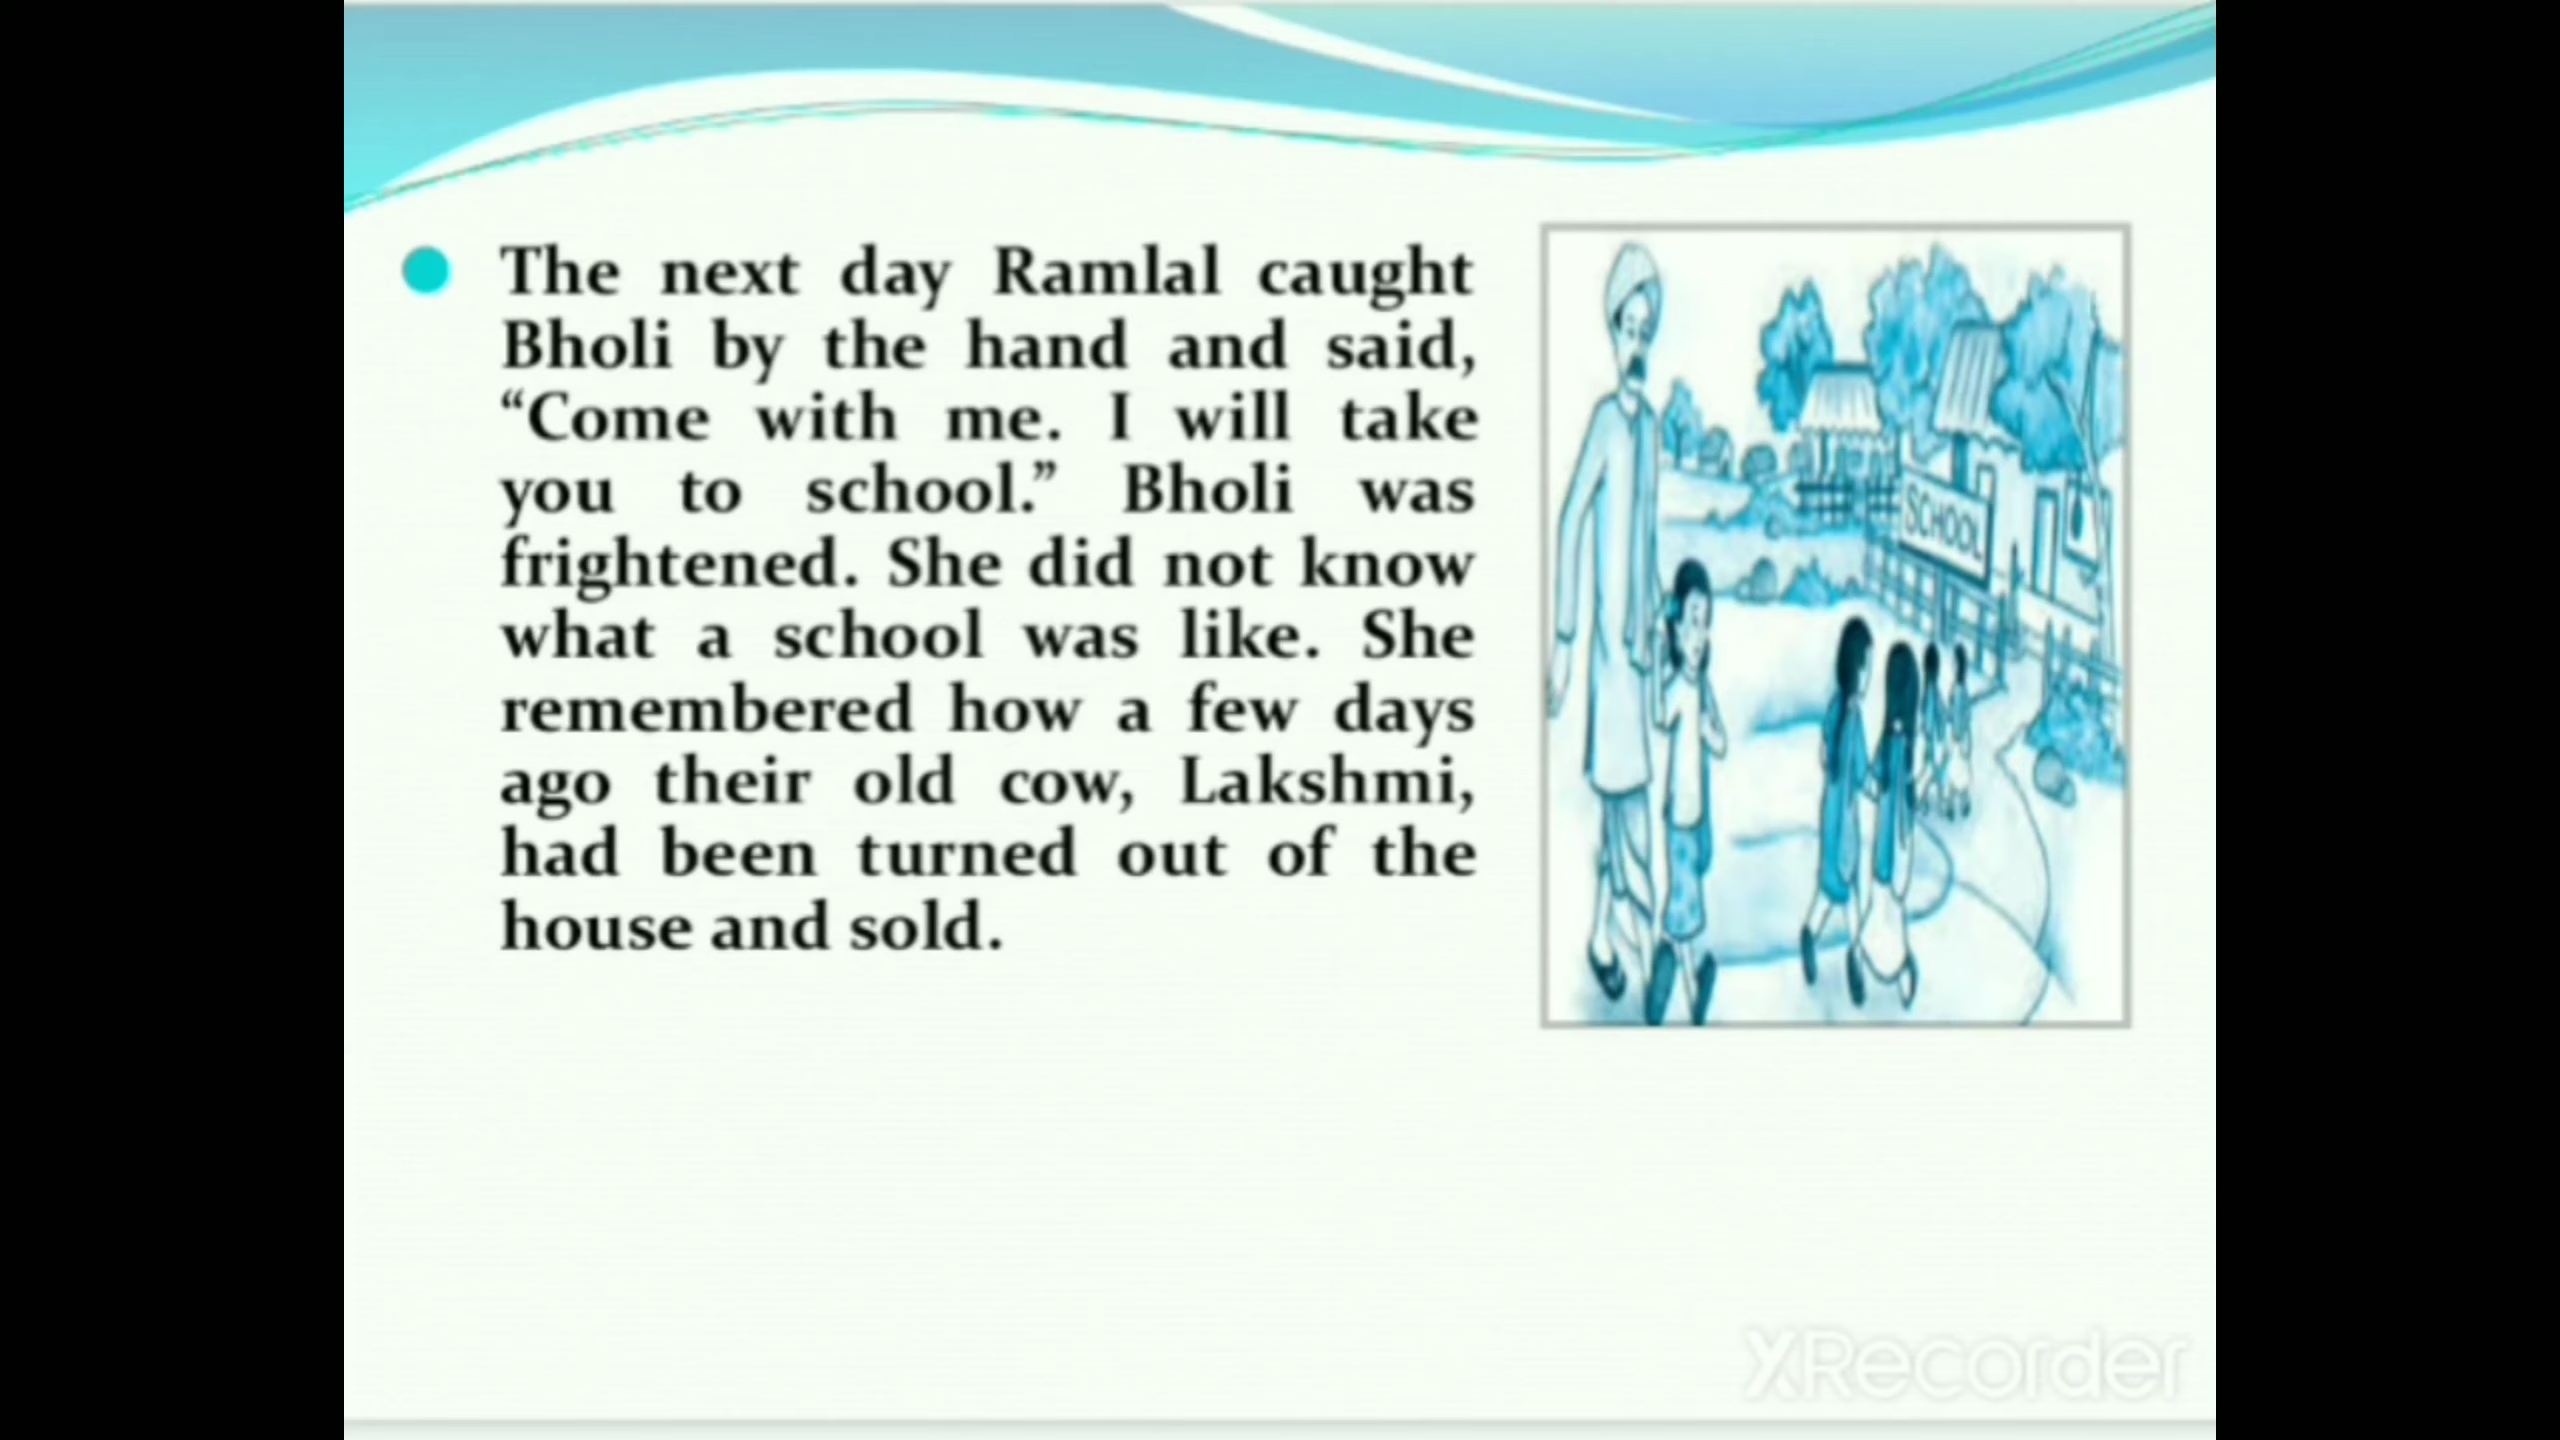 The next day Ramlal caught
Bholi by the hand and said,
“Come with me. I will take
you to school.” Bholi was
frightened. She did not know
what a school was like. She
remembered how a few days
ago their old cow, Lakshmi,
had been turned out of the
house and sold.
SCHOOL
XRecorder